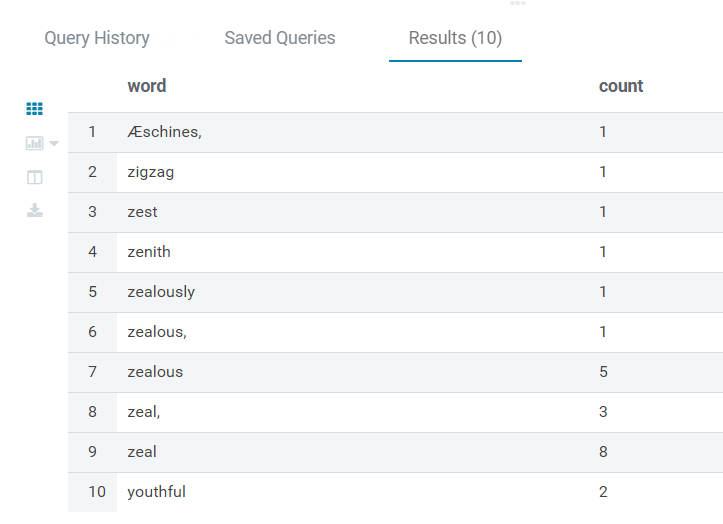 Query History Saved Queries Results (10)
word count
1 Æschines, 1
2 zigzag 1
3 zest 1
4 zenith 1
5 zealously 1
6 zealous, 1
7 zealous 5
8 zeal, 3
9 zeal 8
10 youthful 2